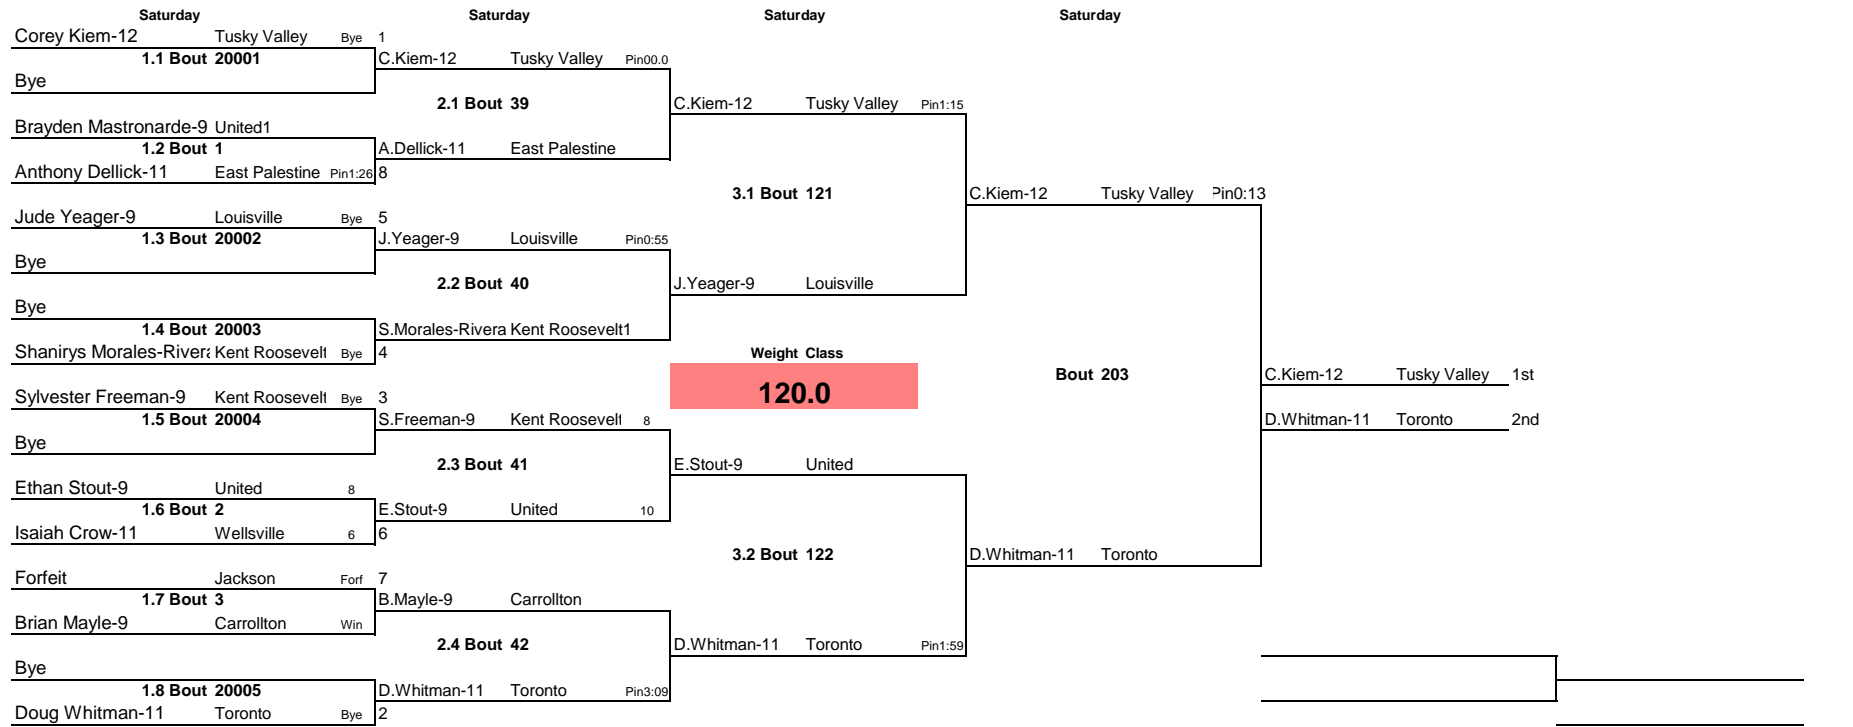 Saturday Saturday Saturday Saturday
Corey Kiem-12 Tusky Valley Bye 1
1.1 Bout 20001 C.Kiem-12 Tusky Valley Pin00.0
Bye
2.1 Bout 39 C.Kiem-12 Tusky Valley Pin1:15
Brayden Mastronarde-9 United1
1.2 Bout 1 A.Dellick-11 East Palestine
Anthony Dellick-11 East Palestine Pin1:26 8
3.1 Bout 121 C.Kiem-12 Tusky Valley Pin0:13
Jude Yeager-9 Louisville Bye 5
1.3 Bout 20002 J.Yeager-9 Louisville Pin0:55
Bye
2.2 Bout 40 J.Yeager-9 Louisville
Bye
1.4 Bout 20003 S.Morales-Rivera Kent Roosevelt1
Shanirys Morales-Rivera Kent Roosevelt Bye 4 Weight Class
Bout 203 C.Kiem-12 Tusky Valley 1st
120.0
Sylvester Freeman-9 Kent Roosevelt Bye 3
1.5 Bout 20004 S.Freeman-9 Kent Roosevelt 8 D.Whitman-11 Toronto 2nd
Bye
2.3 Bout 41 E.Stout-9 United
Ethan Stout-9 United 8
1.6 Bout 2 E.Stout-9 United 10
Isaiah Crow-11 Wellsville 6 6
3.2 Bout 122 D.Whitman-11 Toronto
Forfeit Jackson Forf 7
1.7 Bout 3 B.Mayle-9 Carrollton
Brian Mayle-9 Carrollton Win
2.4 Bout 42 D.Whitman-11 Toronto Pin1:59
Bye
1.8 Bout 20005 D.Whitman-11 Toronto Pin3:09
Doug Whitman-11 Toronto Bye 2